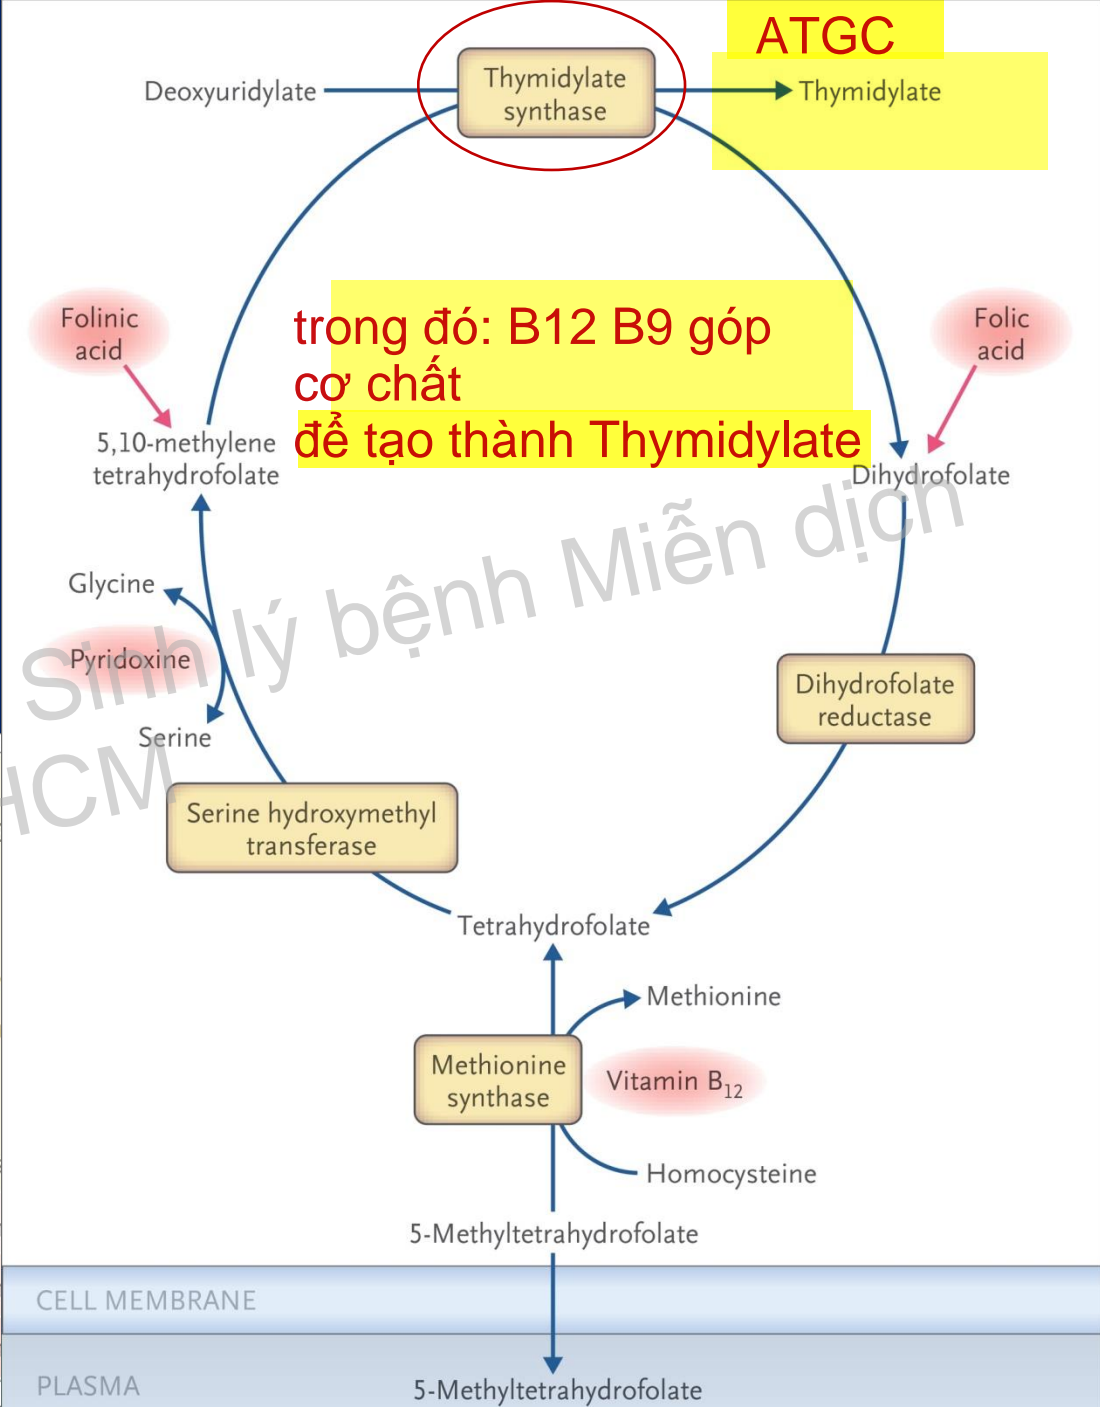 ATGC
Deoxyuridylate
Thymidylate
synthase
Thymidylate
Folinic
acid
trong đó: B12 B9 góp
cơ chất
để tạo thành Thymidylate
Folic
acid
5,10-methylene
tetrahydrofolate
Dihydrofolate
Sinh lý bệnh Miễn dịch
HCM
Glycine
Pyridoxine
Serine
Dihydrofolate
reductase
Serine hydroxymethyl
transferase
Tetrahydrofolate
Methionine
Methionine
synthase
Vitamin B₁₂
Homocysteine
5-Methyltetrahydrofolate
CELL MEMBRANE
PLASMA
5-Methyltetrahydrofolate